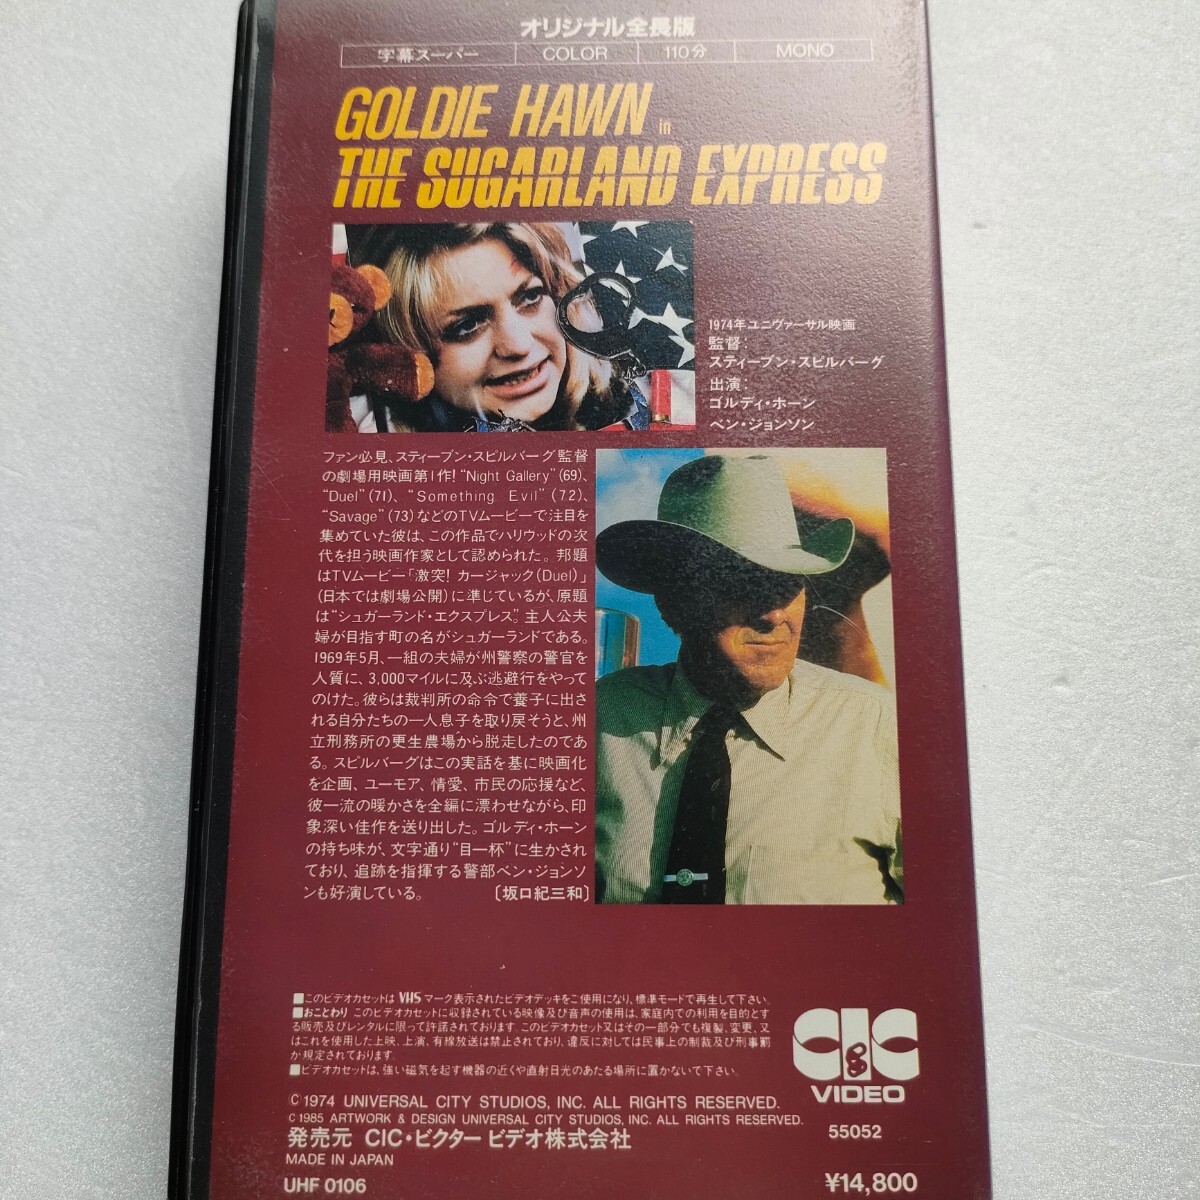 オリジナル全長版
字幕スーパー COLOR 110分 MONO
GOLDIE HAWN in
THE SUGARLAND EXPRESS
1974年ユニヴァーサル映画
監督:
スティーブン・スピルバーグ
出演:
ゴルディ・ホーン
ベン・ジョンソン
ファン必見、スティーブン・スピルバーグ監督
の劇場用映画第1作!“Night Gallery”(69)、
“Duel”(71)、“Something Evil”(72)、
“Savage”(73)などのTVムービーで注目を
集めていた彼は、この作品でハリウッドの次
代を担う映画作家として認められた。邦題
はTVムービー「激突!カージャック(Duel)」
(日本では劇場公開)に準じているが、原題
は“シュガーランド・エクスプレス”。主人公夫
婦が目指す町の名がシュガーランドである。
1969年5月、一組の夫婦が州警察の警官を
人質に、3,000マイルに及ぶ逃避行をやって
のけた。彼らは裁判所の命令で養子に出さ
れる自分たちの一人息子を取り戻そうと、州
立刑務所の更生農場から脱走したのであ
る。スピルバーグはこの実話を基に映画化
を企画、ユーモア、情愛、市民の応援など、
彼一流の暖かさを全編に漂わせながら、印
象深い佳作を送り出した。ゴルディ・ホーン
の持ち味が、文字通り“目一杯”に生かされ
ており、追跡を指揮する警部ベン・ジョンソ
ンも好演している。 〔坂口紀三和〕
■このビデオカセットは VHS マーク表示されたビデオデッキをご使用になり、標準モードで再生して下さい。
■おことわり このビデオカセットに収録されている映像及び音声の使用は、家庭内での利用を目的とす
る販売及びレンタルに限って許諾されております。このビデオカセット又はその一部分でも複製、変更、又
はこれを使用した上映、上演、有線放送は禁止されており、違反に対しては民事上の制裁及び刑事罰
か規定されております。
■ビデオカセットは、強い磁気を起す機器の近くや直射日光のあたる場所に置かないで下さい。
CIC
VIDEO
© 1974 UNIVERSAL CITY STUDIOS, INC. ALL RIGHTS RESERVED.
© 1985 ARTWORK & DESIGN UNIVERSAL CITY STUDIOS, INC. ALL RIGHTS RESERVED.
発売元 CIC・ビクター ビデオ株式会社
55052
MADE IN JAPAN
UHF 0106
¥14,800